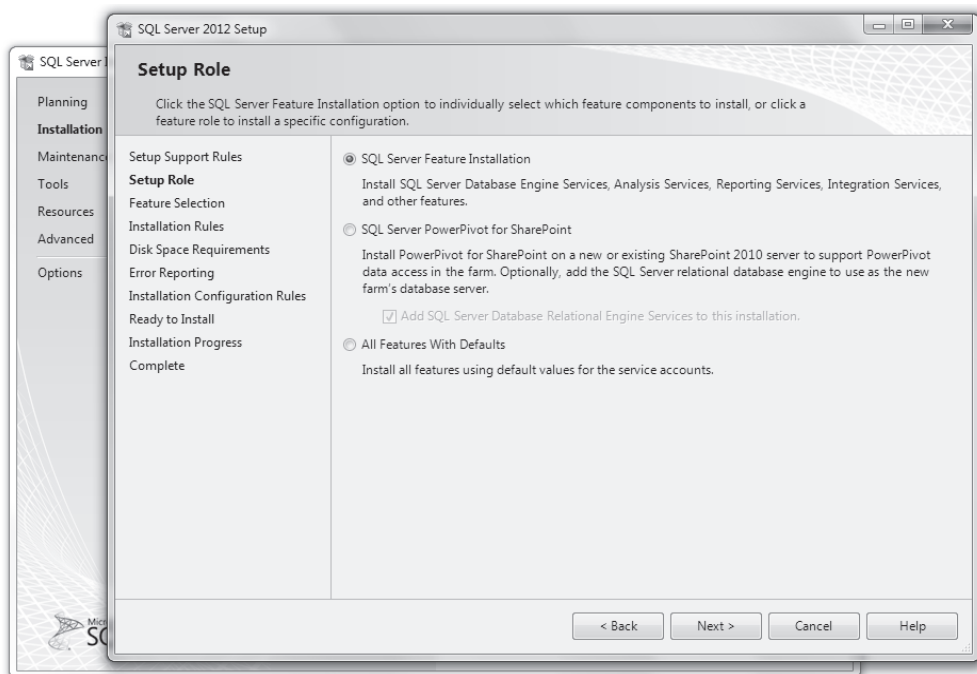 SQL Server 2012 Setup
SQL Server
Planning
Installation
Maintenance
Tools
Resources
Advanced
Options
Setup Role
Click the SQL Server Feature Installation option to individually select which feature components to install, or click a
feature role to install a specific configuration.
Setup Support Rules
Setup Role
Feature Selection
Installation Rules
Disk Space Requirements
Error Reporting
Installation Configuration Rules
Ready to Install
Installation Progress
Complete
SQL Server Feature Installation
Install SQL Server Database Engine Services, Analysis Services, Reporting Services, Integration Services,
and other features.
SQL Server PowerPivot for SharePoint
Install PowerPivot for SharePoint on a new or existing SharePoint 2010 server to support PowerPivot
data access in the farm. Optionally, add the SQL Server relational database engine to use as the new
farm's database server.
Add SQL Server Database Relational Engine Services to this installation.
All Features With Defaults
Install all features using default values for the service accounts.
< Back
Next >
Cancel
Help